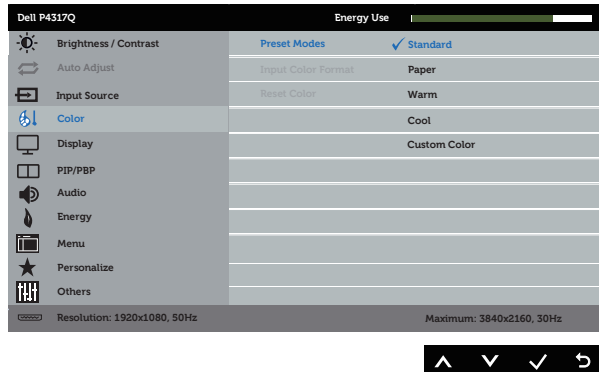 Dell P4317Q Energy Use
Brightness / Contrast Preset Modes Standard
Auto Adjust Input Color Format Paper
Input Source Reset Color Warm
Color Cool
Display Custom Color
PIP/PBP
Audio
Energy
Menu
Personalize
Others
Resolution: 1920x1080, 50Hz Maximum: 3840x2160, 30Hz